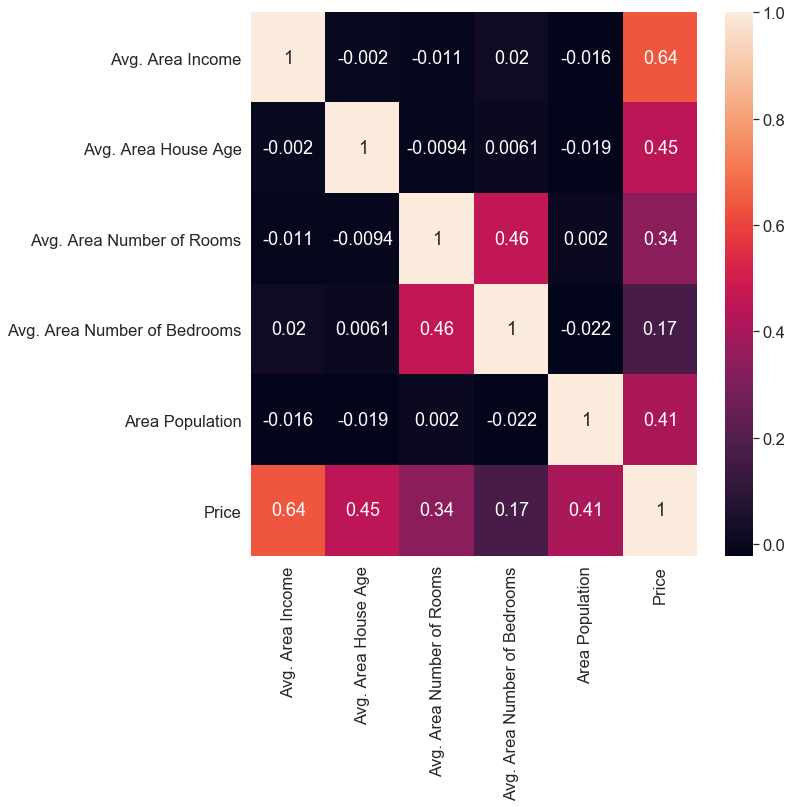 1.0
Avg. Area Income 1 -0.002 -0.011 0.02 -0.016 0.64
0.8
Avg. Area House Age -0.002 1 -0.0094 0.0061 -0.019 0.45
Avg. Area Number of Rooms -0.011 -0.0094 1 0.46 0.002 0.34
0.6
Avg. Area Number of Bedrooms 0.02 0.0061 0.46 1 -0.022 0.17
0.4
Area Population -0.016 -0.019 0.002 -0.022 1 0.41
0.2
Price 0.64 0.45 0.34 0.17 0.41 1
0.0
Avg. Area Income
Avg. Area House Age
Avg. Area Number of Rooms
Avg. Area Number of Bedrooms
Area Population
Price